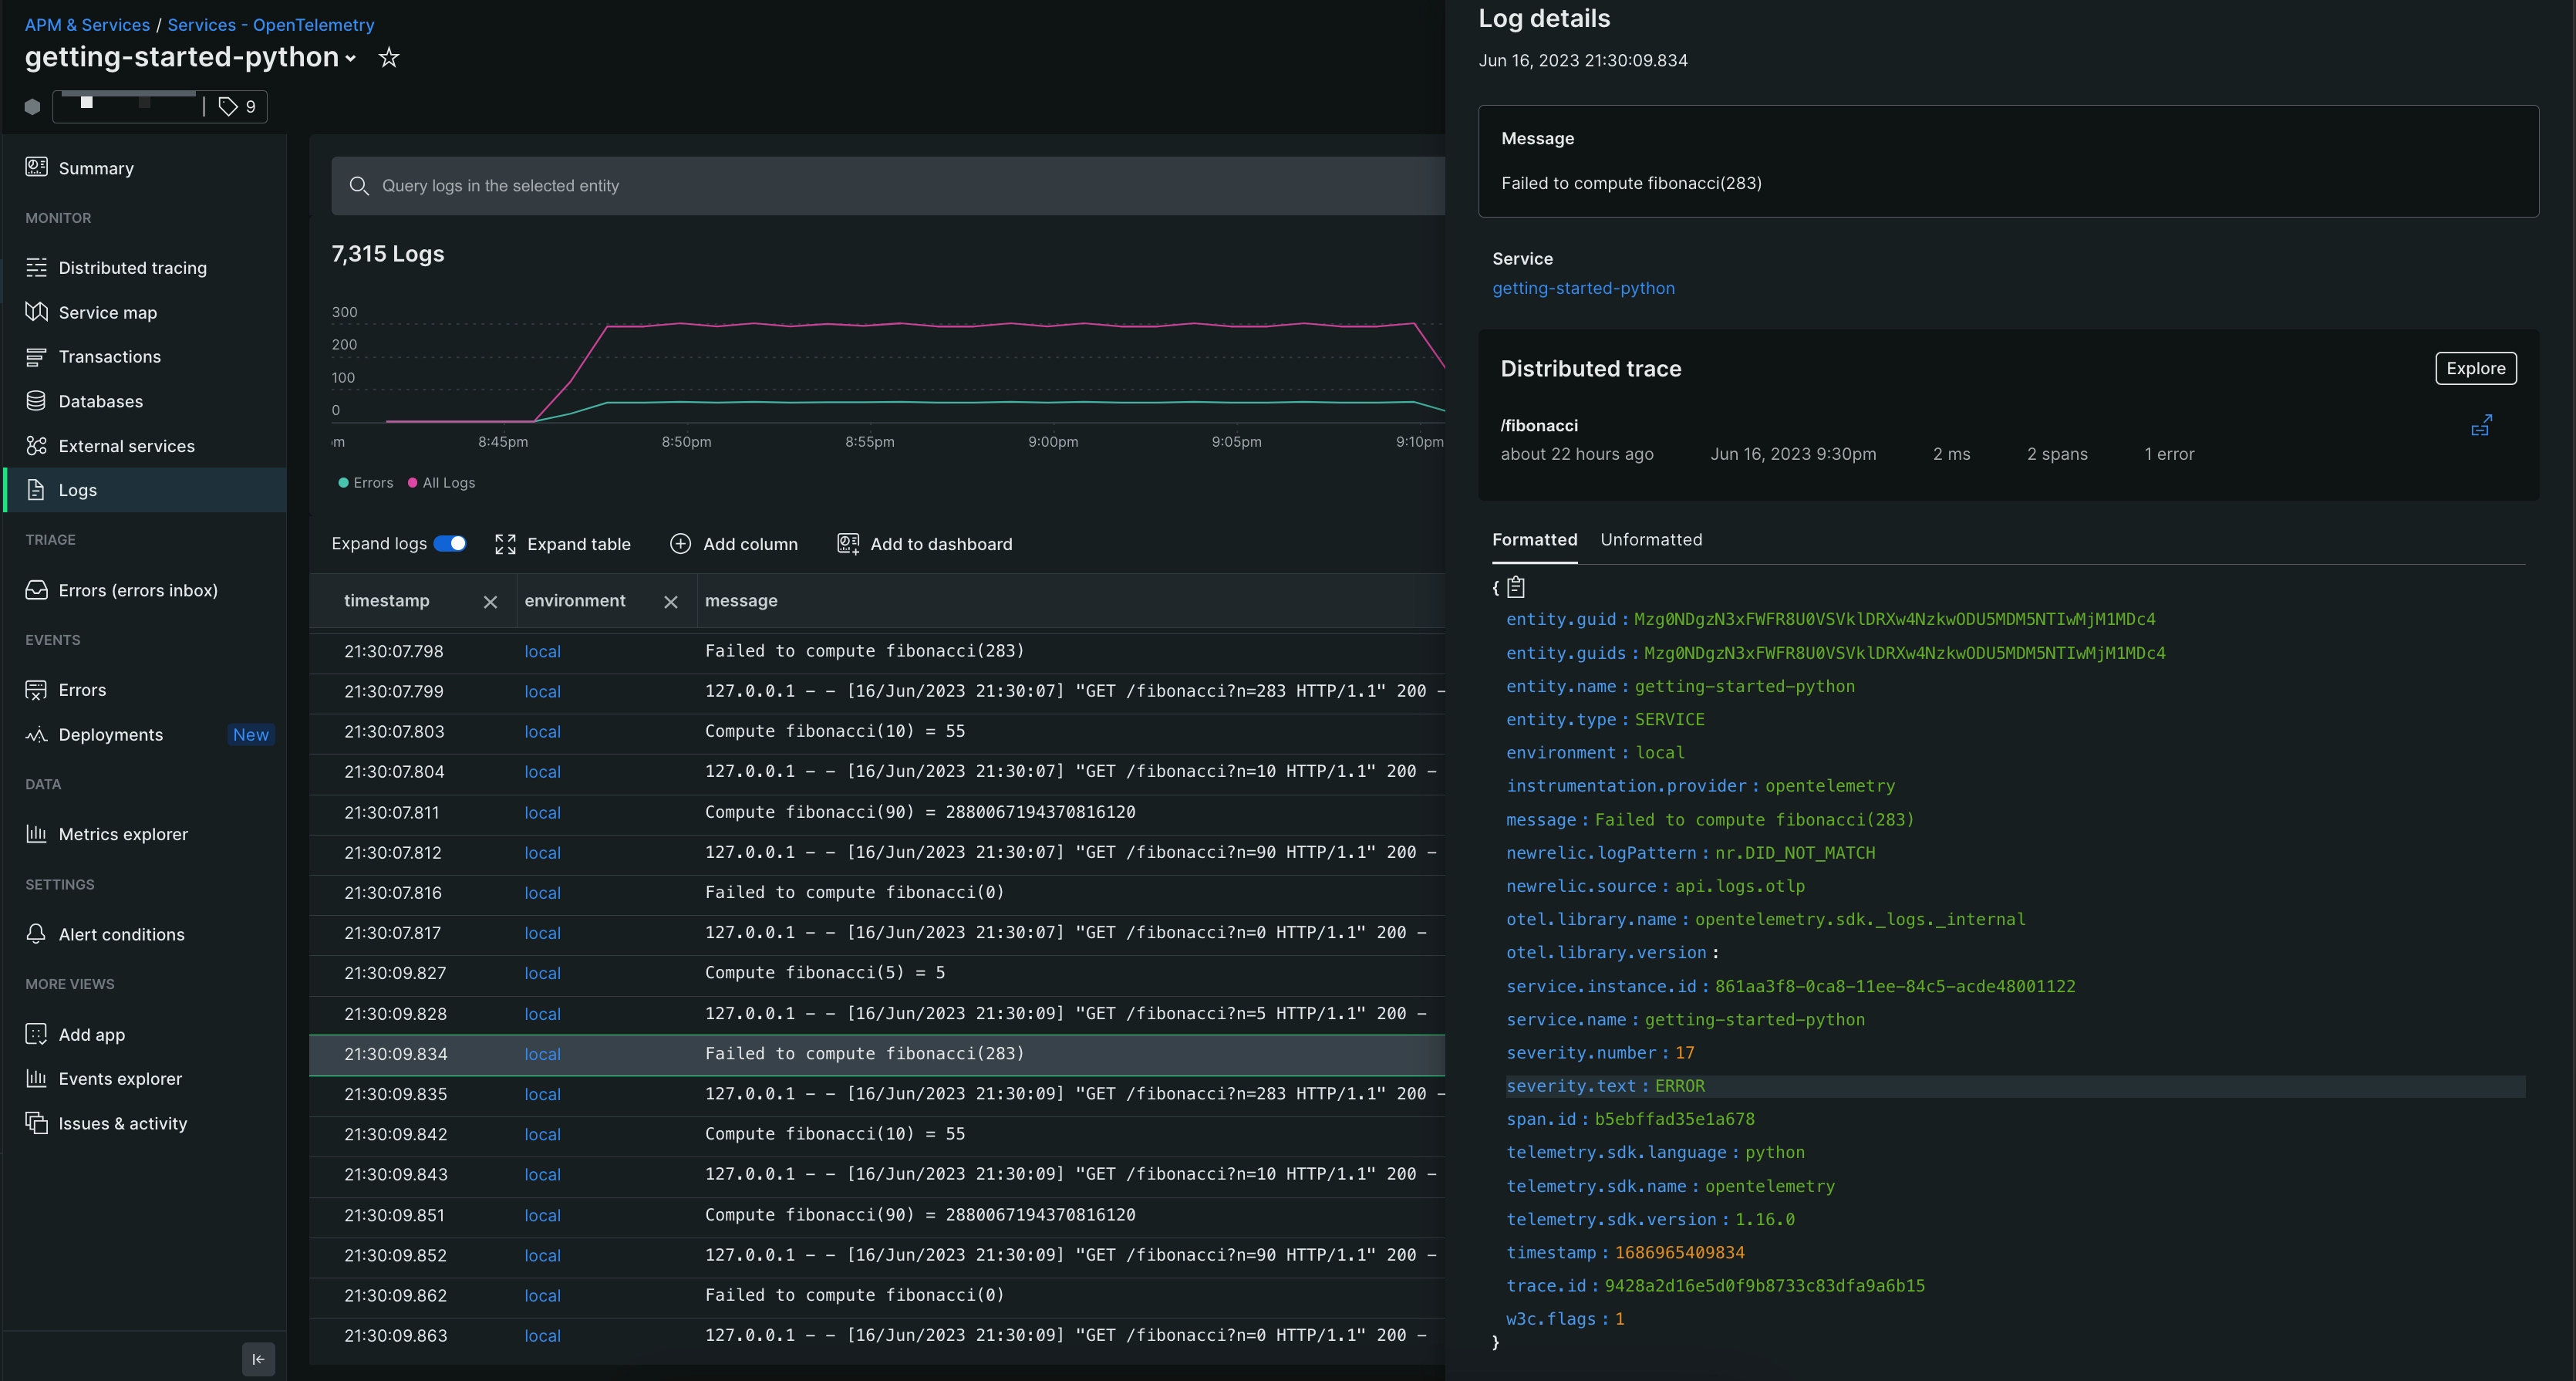 APM & Services / Services - OpenTelemetry
getting-started-python
9
Summary
MONITOR
Distributed tracing
Service map
Transactions
Databases
External services
Logs
TRIAGE
Errors (errors inbox)
EVENTS
Errors
Deployments New
DATA
Metrics explorer
SETTINGS
Alert conditions
MORE VIEWS
Add app
Events explorer
Issues & activity
Query logs in the selected entity
7,315 Logs
300
200
100
0
om 8:45pm 8:50pm 8:55pm 9:00pm 9:05pm 9:10pm
Errors All Logs
Expand logs Expand table Add column Add to dashboard
timestamp environment message
21:30:07.798 local Failed to compute fibonacci(283)
21:30:07.799 local 127.0.0.1 - - [16/Jun/2023 21:30:07] "GET /fibonacci?n=283 HTTP/1.1" 200 -
21:30:07.803 local Compute fibonacci(10) = 55
21:30:07.804 local 127.0.0.1 - - [16/Jun/2023 21:30:07] "GET /fibonacci?n=10 HTTP/1.1" 200 -
21:30:07.811 local Compute fibonacci(90) = 2880067194370816120
21:30:07.812 local 127.0.0.1 - - [16/Jun/2023 21:30:07] "GET /fibonacci?n=90 HTTP/1.1" 200 -
21:30:07.816 local Failed to compute fibonacci(0)
21:30:07.817 local 127.0.0.1 - - [16/Jun/2023 21:30:07] "GET /fibonacci?n=0 HTTP/1.1" 200 -
21:30:09.827 local Compute fibonacci(5) = 5
21:30:09.828 local 127.0.0.1 - - [16/Jun/2023 21:30:09] "GET /fibonacci?n=5 HTTP/1.1" 200 -
21:30:09.834 local Failed to compute fibonacci(283)
21:30:09.835 local 127.0.0.1 - - [16/Jun/2023 21:30:09] "GET /fibonacci?n=283 HTTP/1.1" 200 -
21:30:09.842 local Compute fibonacci(10) = 55
21:30:09.843 local 127.0.0.1 - - [16/Jun/2023 21:30:09] "GET /fibonacci?n=10 HTTP/1.1" 200 -
21:30:09.851 local Compute fibonacci(90) = 2880067194370816120
21:30:09.852 local 127.0.0.1 - - [16/Jun/2023 21:30:09] "GET /fibonacci?n=90 HTTP/1.1" 200 -
21:30:09.862 local Failed to compute fibonacci(0)
21:30:09.863 local 127.0.0.1 - - [16/Jun/2023 21:30:09] "GET /fibonacci?n=0 HTTP/1.1" 200 -
Log details
Jun 16, 2023 21:30:09.834
Message
Failed to compute fibonacci(283)
Service
getting-started-python
Distributed trace Explore
/fibonacci
about 22 hours ago Jun 16, 2023 9:30pm 2 ms 2 spans 1 error
Formatted Unformatted
{
entity.guid : Mzg0NDgzN3xFWFR8U0VSVklDRXw4NzkwODU5MDM5NTIwMjM1MDc4
entity.guids : Mzg0NDgzN3xFWFR8U0VSVklDRXw4NzkwODU5MDM5NTIwMjM1MDc4
entity.name : getting-started-python
entity.type : SERVICE
environment : local
instrumentation.provider : opentelemetry
message : Failed to compute fibonacci(283)
newrelic.logPattern : nr.DID_NOT_MATCH
newrelic.source : api.logs.otlp
otel.library.name : opentelemetry.sdk._logs._internal
otel.library.version :
service.instance.id : 861aa3f8-0ca8-11ee-84c5-acde48001122
service.name : getting-started-python
severity.number : 17
severity.text : ERROR
span.id : b5ebffad35e1a678
telemetry.sdk.language : python
telemetry.sdk.name : opentelemetry
telemetry.sdk.version : 1.16.0
timestamp : 1686965409834
trace.id : 9428a2d16e5d0f9b8733c83dfa9a6b15
w3c.flags : 1
}